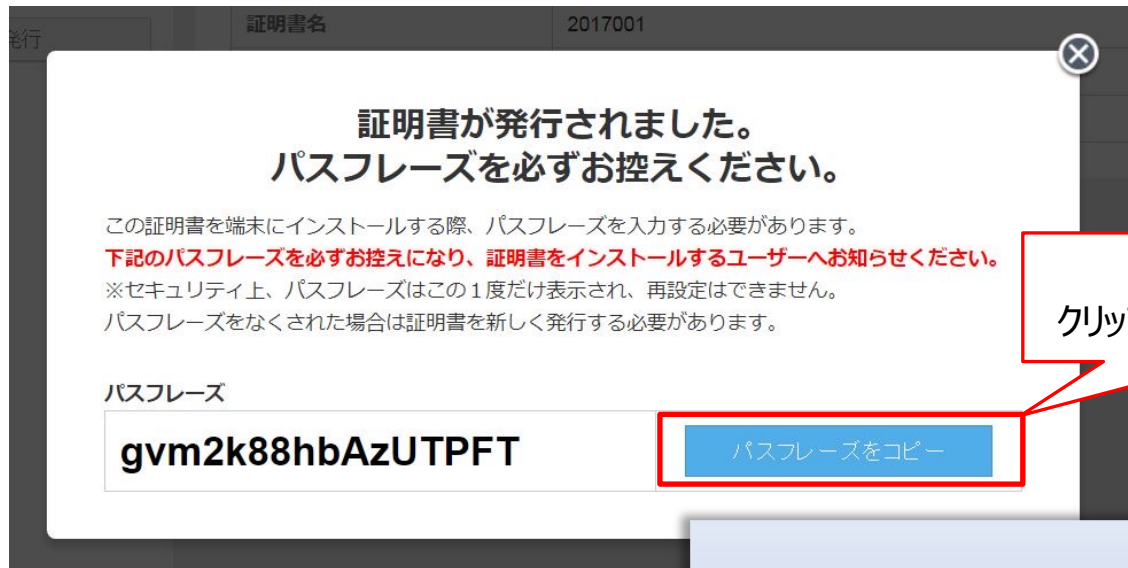 発行
証明書名 2017001
証明書が発行されました。
パスフレーズを必ずお控えください。
この証明書を端末にインストールする際、パスフレーズを入力する必要があります。
下記のパスフレーズを必ずお控えになり、証明書をインストールするユーザーへお知らせください。
※セキュリティ上、パスフレーズはこの1度だけ表示され、再設定はできません。
パスフレーズをなくされた場合は証明書を新しく発行する必要があります。
クリッ
パスフレーズ
gvm2k88hbAzUTPFT パスフレーズをコピー